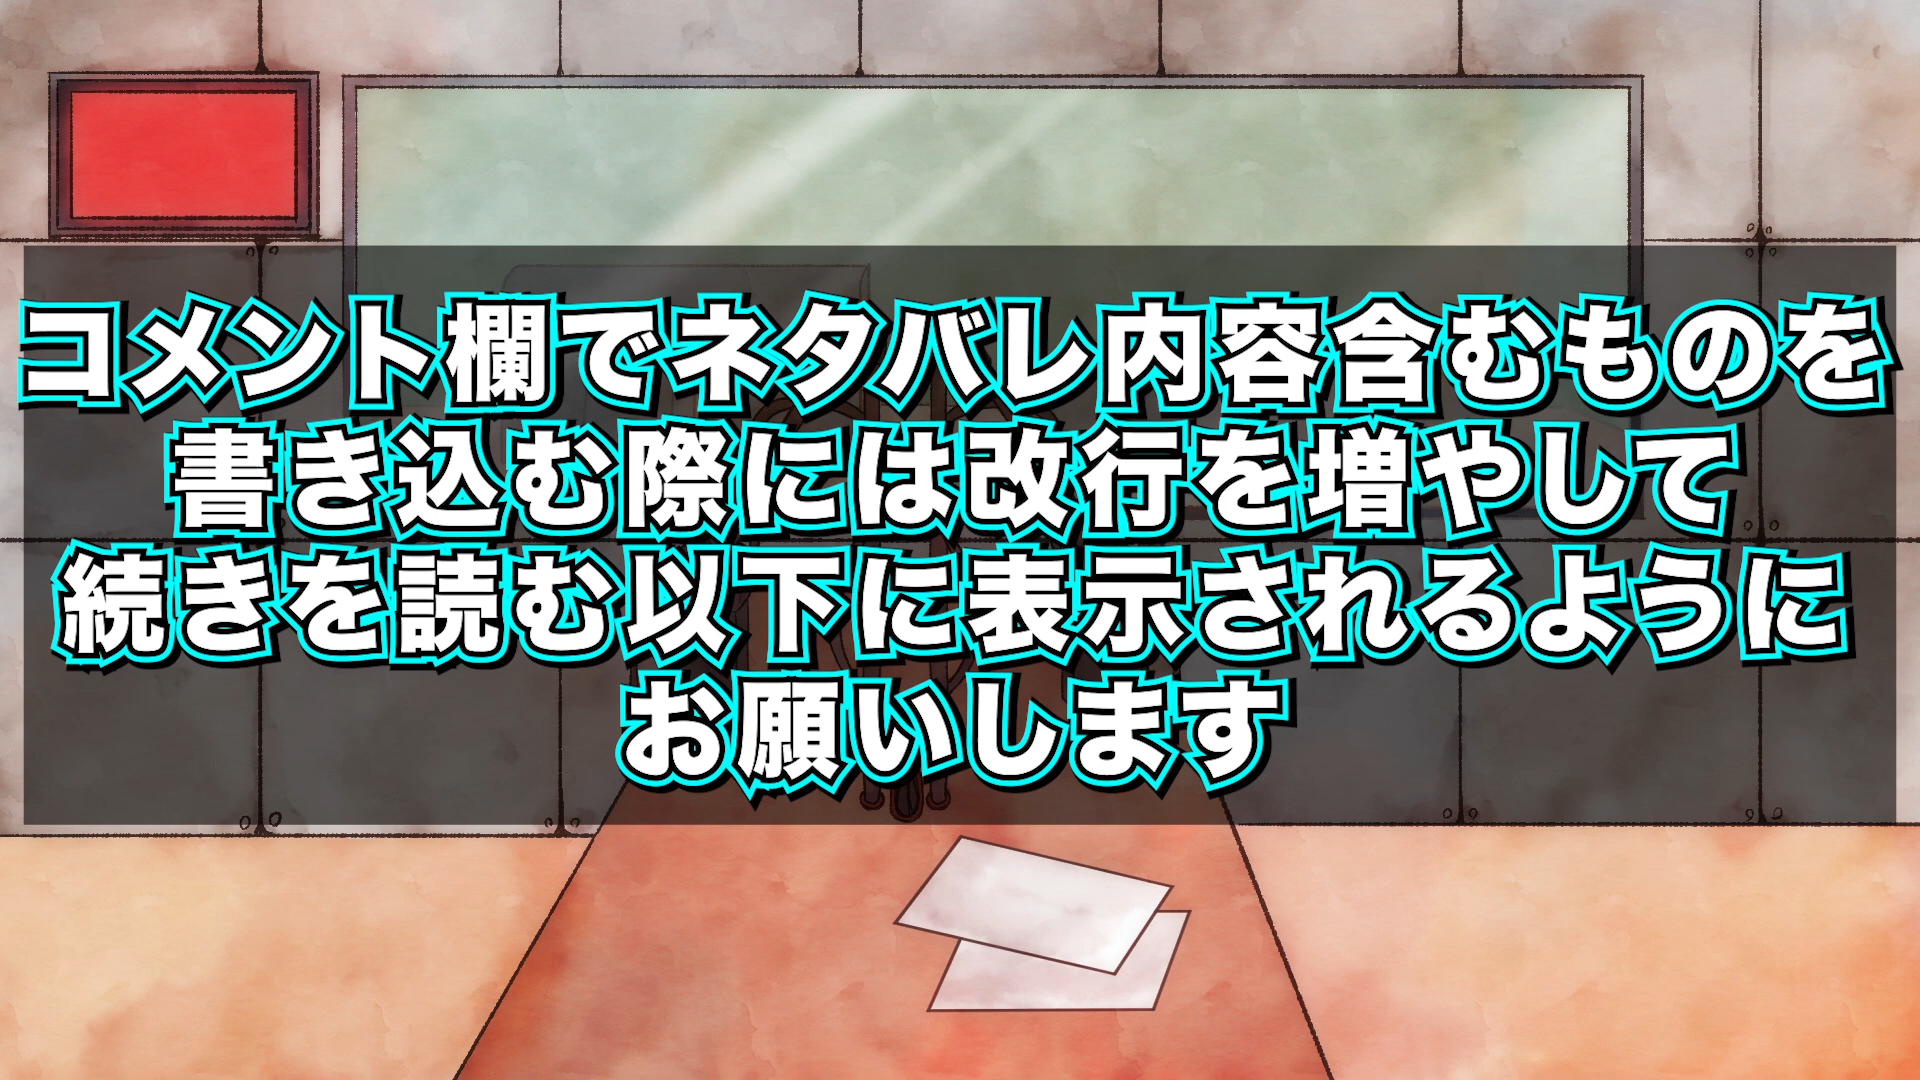 コメント欄でネタバレ内容含むものを
書き込む際には改行を増やして
続きを読む以下に表示されるように
お願いします